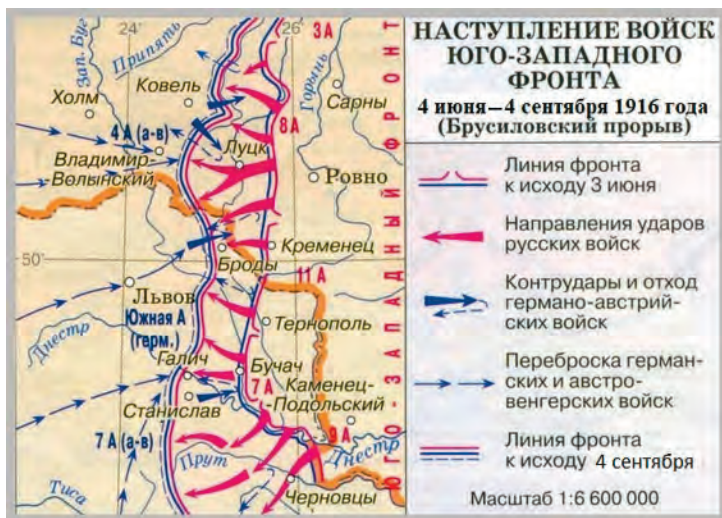 24°
26
3А
Зап. Буг
Припять
Ковель
Горынь
Холм
Сарны
4 А (а-в)
8А
Владимир-
-Волынский
Луцк
Ровно
50°
Кременец
Броды
11 А
Львов
Южная А
(герм.)
Тернополь
Днестр
Галич
Бучач
7 А
Каменец-
-Подольский
Станислав
9 А
7 А (а-в)
Прут
Днестр
Тиса
Черновцы
ЮГО-ЗАПАДНЫЙ ФРОНТ
НАСТУПЛЕНИЕ ВОЙСК
ЮГО-ЗАПАДНОГО
ФРОНТА
4 июня–4 сентября 1916 года
(Брусиловский прорыв)
Линия фронта
к исходу 3 июня
Направления ударов
русских войск
Контрудары и отход
германо-австрий-
ских войск
Переброска герман-
ских и австро-
венгерских войск
Линия фронта
к исходу 4 сентября
Масштаб 1:6 600 000